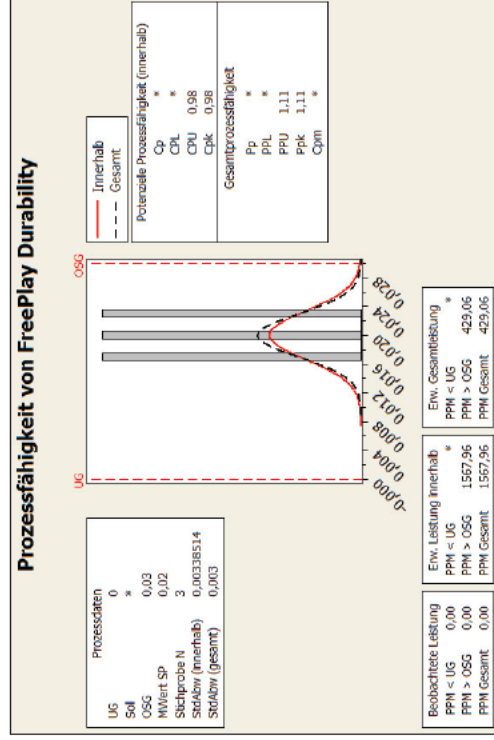 Prozessfähigkeit von FreePlay Durability
Prozessdaten
UG 0
Sol *
OSG 0,03
MWert SP 0,02
Stichprobe N 3
StdAbw (innerhalb) 0,00338514
StdAbw (gesamt) 0,003
UG
OSG
Innerhalb
Gesamt
Potenzielle Prozessfähigkeit (innerhalb)
Cp *
CPL *
CPU 0,98
Cpk 0,98
Gesamtprozessfähigkeit
Pp *
PPL *
PPU 1,11
Ppk 1,11
Cpm *
-0,000 0,004 0,008 0,012 0,016 0,020 0,024 0,028
Beobachtete Leistung
PPM < UG 0,00
PPM > OSG 0,00
PPM Gesamt 0,00
Erw. Leistung innerhalb
PPM < UG *
PPM > OSG 1567,96
PPM Gesamt 1567,96
Erw. Gesamtleistung
PPM < UG *
PPM > OSG 429,06
PPM Gesamt 429,06